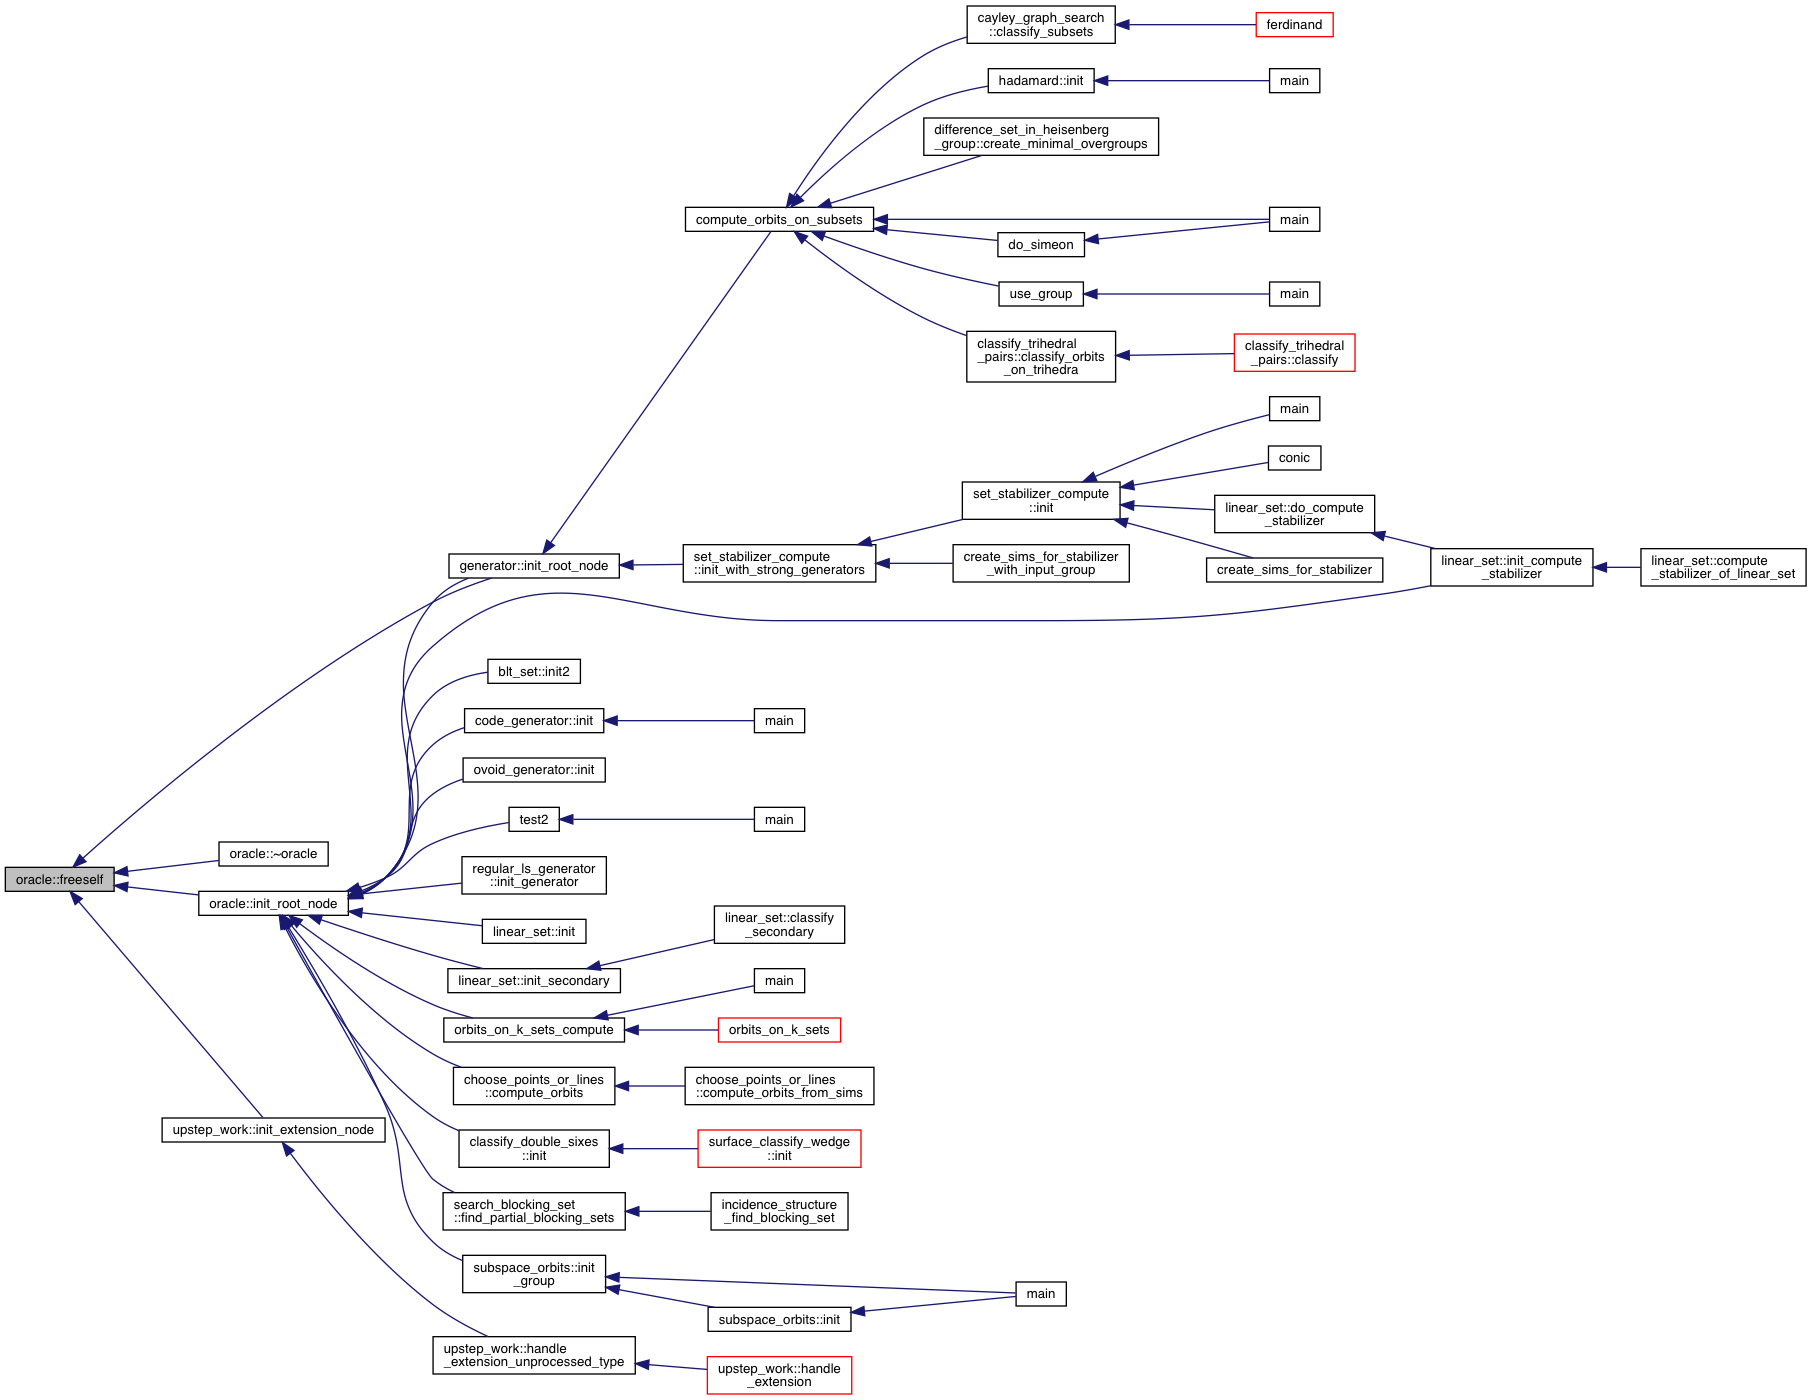 cayley_graph_search
::classify_subsets
ferdinand
hadamard::init
main
difference_set_in_heisenberg
_group::create_minimal_overgroups
compute_orbits_on_subsets
main
do_simeon
use_group
main
classify_trihedral
_pairs::classify_orbits
_on_trihedra
classify_trihedral
_pairs::classify
main
conic
set_stabilizer_compute
::init
linear_set::do_compute
_stabilizer
generator::init_root_node
set_stabilizer_compute
::init_with_strong_generators
create_sims_for_stabilizer
_with_input_group
create_sims_for_stabilizer
linear_set::init_compute
_stabilizer
linear_set::compute
_stabilizer_of_linear_set
blt_set::init2
code_generator::init
main
ovoid_generator::init
test2
main
oracle::~oracle
oracle::freeself
regular_ls_generator
::init_generator
oracle::init_root_node
linear_set::init
linear_set::classify
_secondary
linear_set::init_secondary
main
orbits_on_k_sets_compute
orbits_on_k_sets
choose_points_or_lines
::compute_orbits
choose_points_or_lines
::compute_orbits_from_sims
upstep_work::init_extension_node
classify_double_sixes
::init
surface_classify_wedge
::init
search_blocking_set
::find_partial_blocking_sets
incidence_structure
_find_blocking_set
subspace_orbits::init
_group
main
subspace_orbits::init
upstep_work::handle
_extension_unprocessed_type
upstep_work::handle
_extension